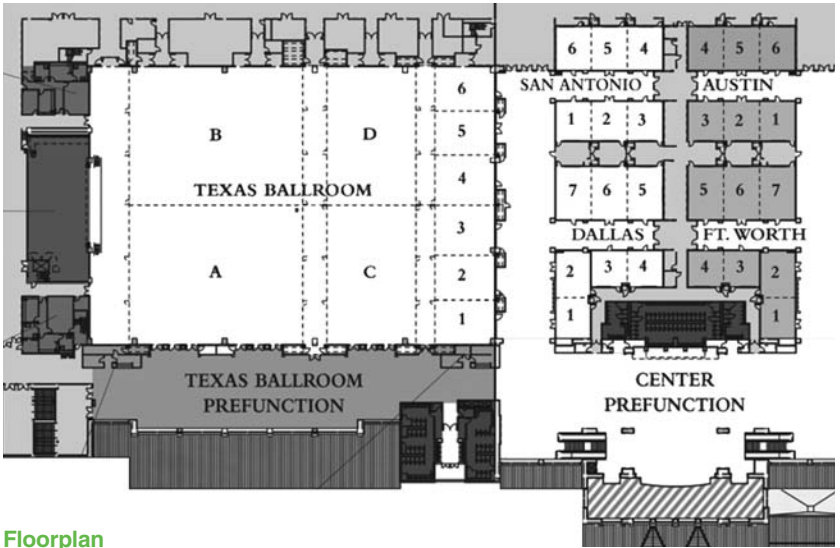 6 5 4 4 5 6
SAN ANTONIO AUSTIN
1 2 3 3 2 1
7 6 5 5 6 7
DALLAS FT. WORTH
2 3 4 4 3 2
1 1
B D
TEXAS BALLROOM
A C
6
5
4
3
2
1
TEXAS BALLROOM
PREFUNCTION
CENTER
PREFUNCTION
Floorplan